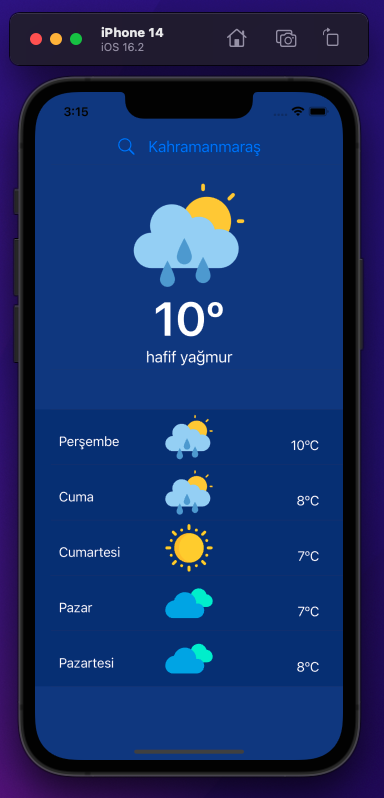 iPhone 14
iOS 16.2
3:15
Kahramanmaraş
10°
hafif yağmur
Perşembe 10°C
Cuma 8°C
Cumartesi 7°C
Pazar 7°C
Pazartesi 8°C